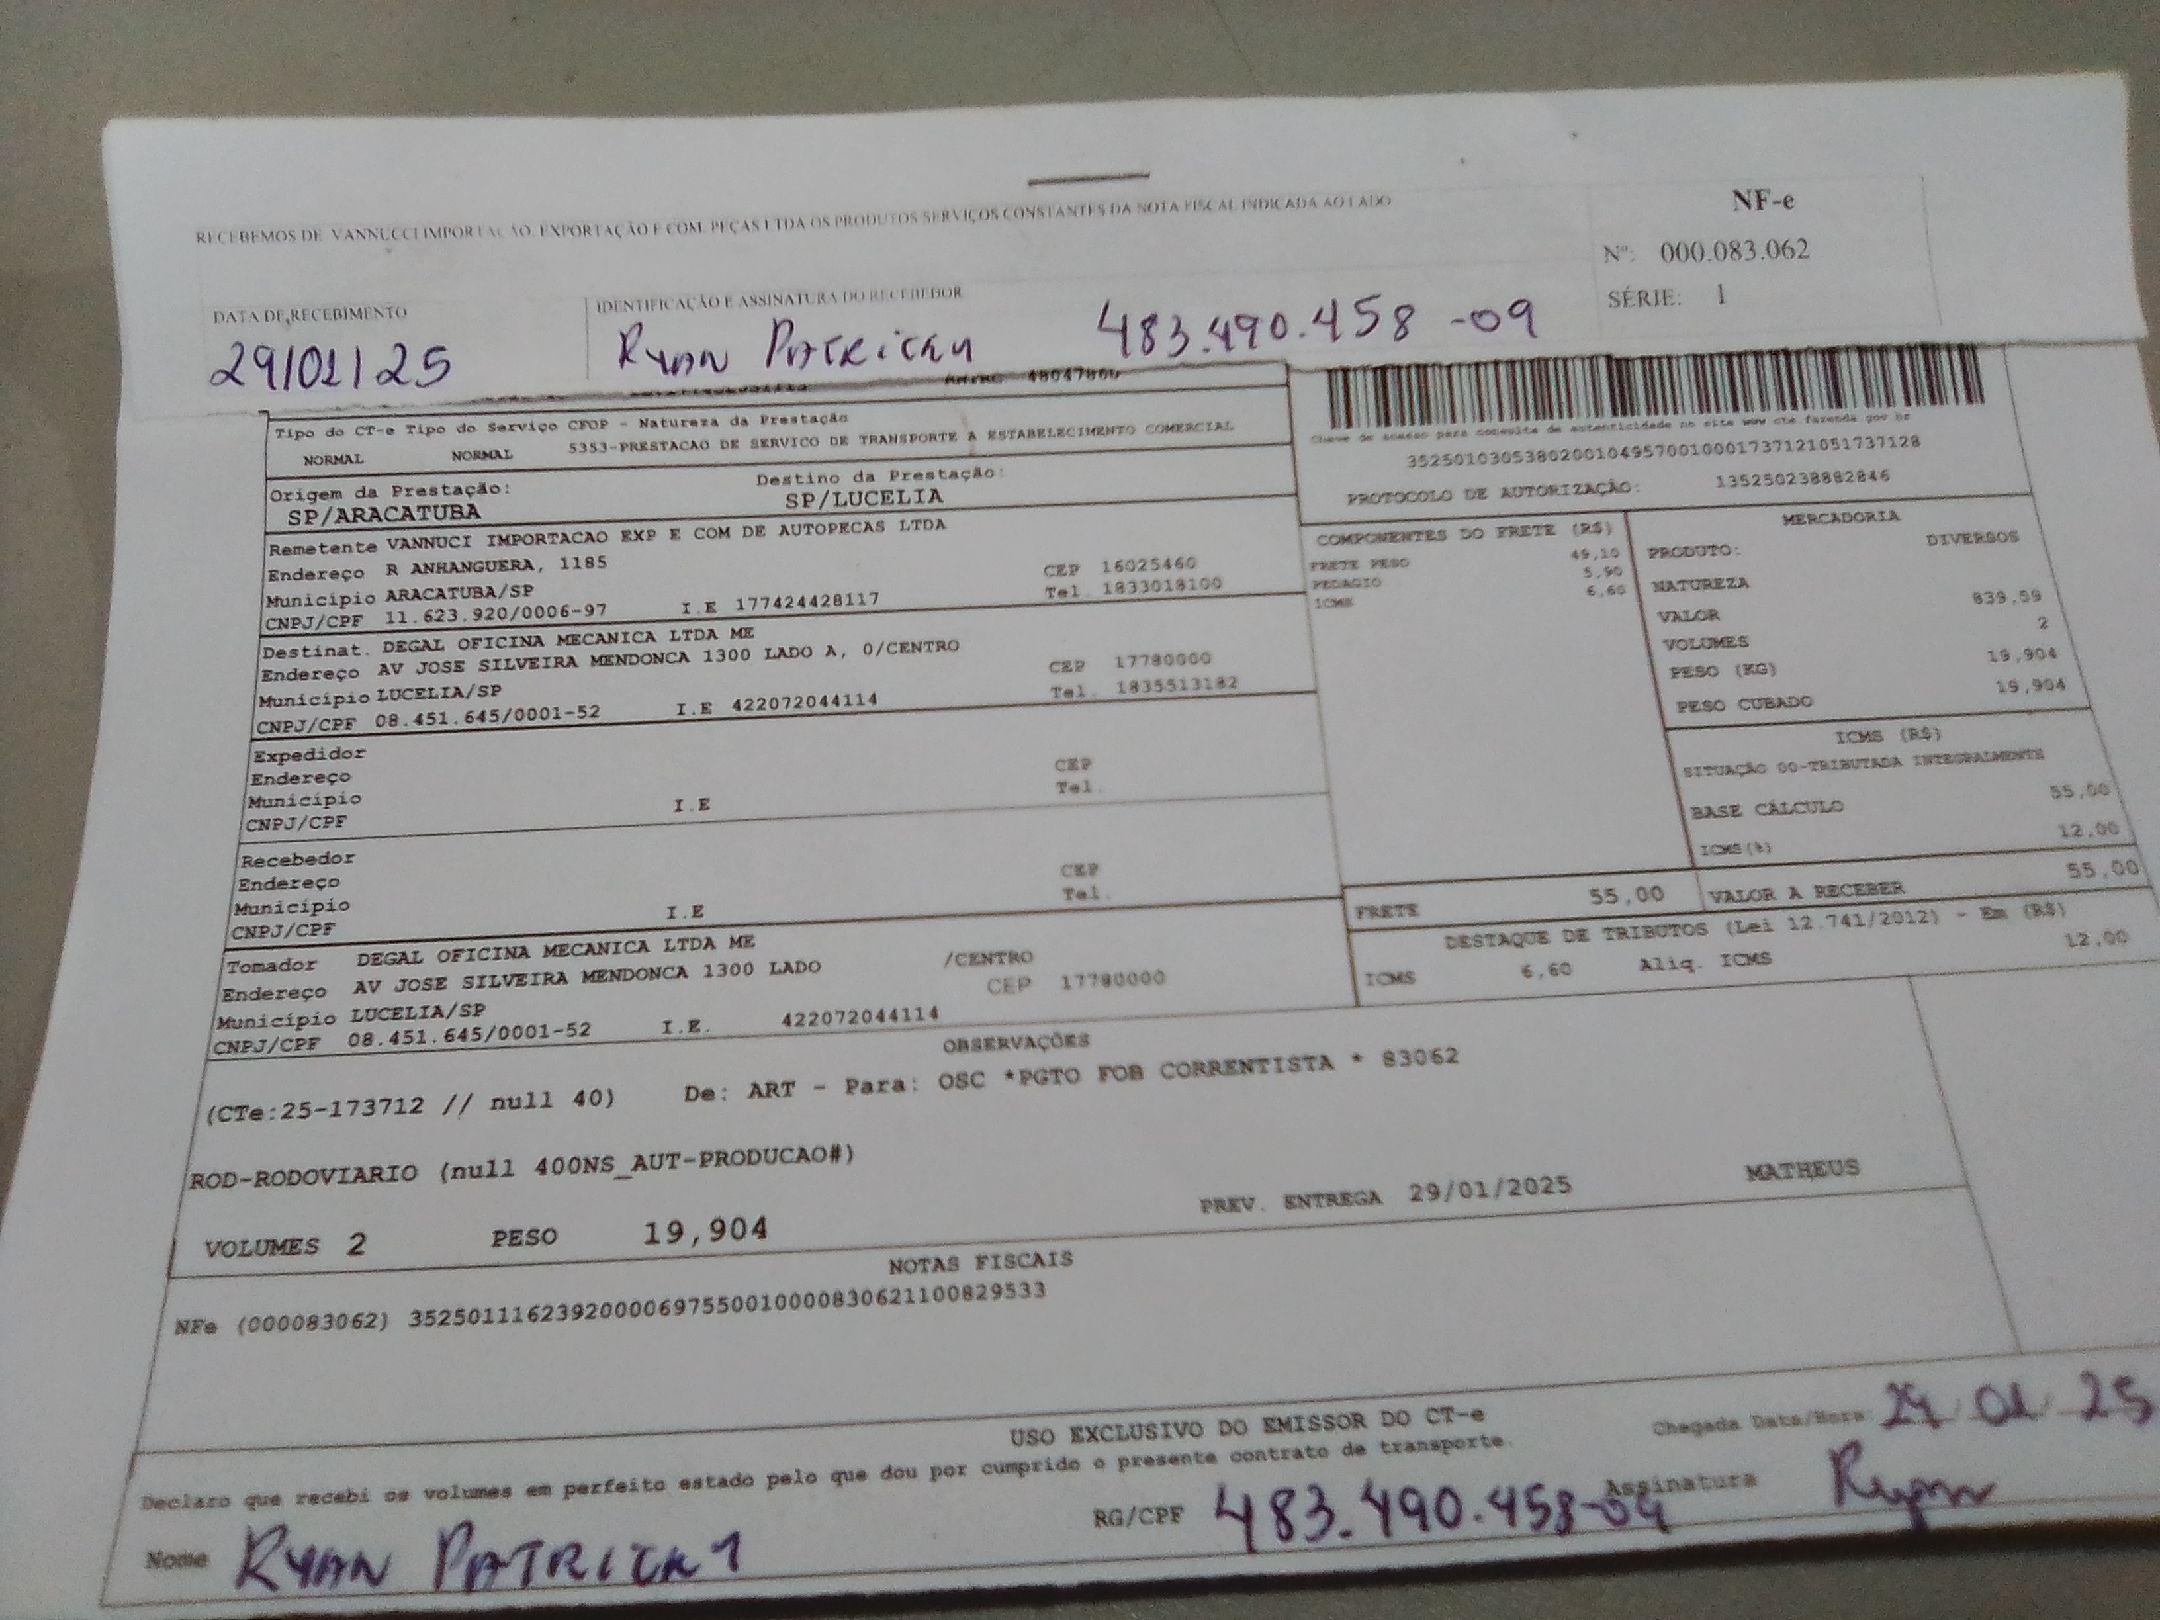 RECEBEMOS DE VANNUCCI IMPORTAÇÃO, EXPORTAÇÃO E COM. PEÇAS LTDA OS PRODUTOS SERVIÇOS CONSTANTES DA NOTA FISCAL INDICADA AO LADO
NF-e
Nº: 000.083.062
SÉRIE: 1
DATA DE RECEBIMENTO
IDENTIFICAÇÃO E ASSINATURA DO RECEBEDOR
29/01/25
RYAN PATRICK 483.490.458-09
Tipo do CT-e Tipo do Serviço CFOP - Natureza da Prestação
NORMAL NORMAL 5353-PRESTACAO DE SERVICO DE TRANSPORTE A ESTABELECIMENTO COMERCIAL
Origem da Prestação: Destino da Prestação:
SP/ARACATUBA SP/LUCELIA
Chave de acesso para consulta de autenticidade no site www cte fazenda gov br
35250103053802001049570010001737121051737128
PROTOCOLO DE AUTORIZAÇÃO: 135250238882846
Remetente VANNUCI IMPORTACAO EXP E COM DE AUTOPECAS LTDA
Endereço R ANHANGUERA, 1185 CEP 16025460
Município ARACATUBA/SP Tel. 1833018100
CNPJ/CPF 11.623.920/0006-97 I.E 177424428117
Destinat. DEGAL OFICINA MECANICA LTDA ME
Endereço AV JOSE SILVEIRA MENDONCA 1300 LADO A, 0/CENTRO CEP 17780000
Município LUCELIA/SP Tel. 1835513182
CNPJ/CPF 08.451.645/0001-52 I.E 422072044114
Expedidor
Endereço CEP
Município Tel.
CNPJ/CPF I.E
Recebedor
Endereço CEP
Município Tel.
CNPJ/CPF I.E
Tomador DEGAL OFICINA MECANICA LTDA ME
Endereço AV JOSE SILVEIRA MENDONCA 1300 LADO /CENTRO
Município LUCELIA/SP CEP 17780000
CNPJ/CPF 08.451.645/0001-52 I.E. 422072044114
COMPONENTES DO FRETE (R$)
FRETE PESO 49,10
PEDAGIO 5,90
ICMS 6,60
MERCADORIA
PRODUTO: DIVERSOS
NATUREZA
VALOR 839,59
VOLUMES 2
PESO (KG) 19,904
PESO CUBADO 19,904
ICMS (R$)
SITUAÇÃO 00-TRIBUTADA INTEGRALMENTE
BASE CÁLCULO 55,00
ICMS(%) 12,00
FRETE 55,00 VALOR A RECEBER 55,00
DESTAQUE DE TRIBUTOS (Lei 12.741/2012) - Em (R$)
ICMS 6,60 Aliq. ICMS 12,00
OBSERVAÇÕES
(CTe:25-173712 // null 40) De: ART - Para: OSC *PGTO FOB CORRENTISTA * 83062
ROD-RODOVIARIO (null 400NS_AUT-PRODUCAO#)
PREV. ENTREGA 29/01/2025 MATHEUS
VOLUMES 2 PESO 19,904
NOTAS FISCAIS
NFe (000083062) 35250111623920000697550010000830621100829533
USO EXCLUSIVO DO EMISSOR DO CT-e
Declaro que recebi os volumes em perfeito estado pelo que dou por cumprido o presente contrato de transporte.
Chegada Data/Hora 29 01 25
Nome RYAN PATRICK RG/CPF 483.490.458-09 Assinatura Ryan